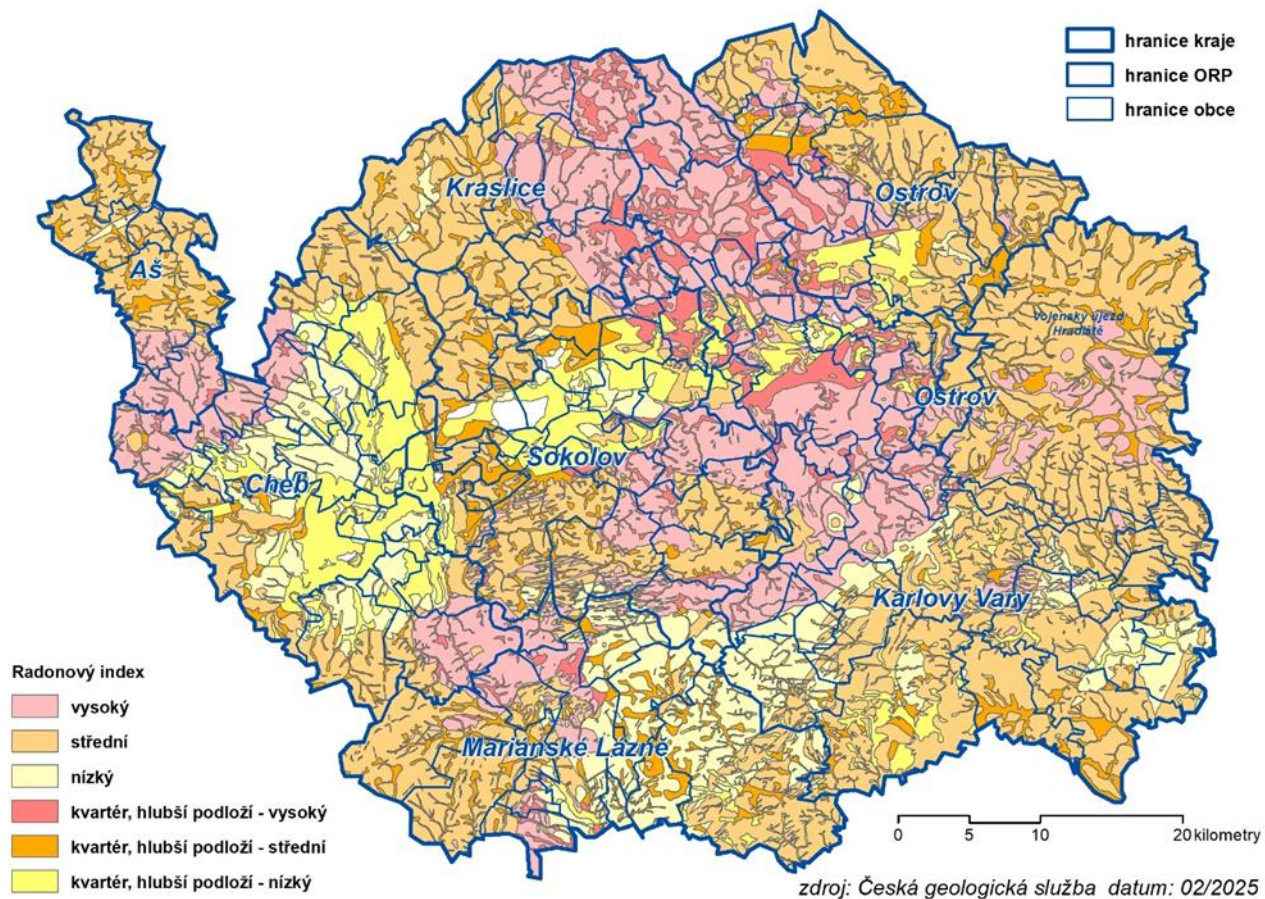 hranice kraje
hranice ORP
hranice obce
Kraslice
Ostrov
Aš
Vojenský újezd
Hradiště
Ostrov
Sokolov
Cheb
Karlovy Vary
Mariánské Lázně
Radonový index
vysoký
střední
nízký
kvartér, hlubší podloží - vysoký
kvartér, hlubší podloží - střední
kvartér, hlubší podloží - nízký
0 5 10 20 kilometry
zdroj: Česká geologická služba datum: 02/2025